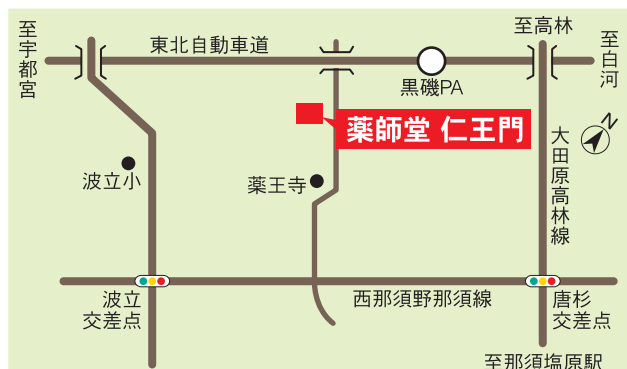 至宇都宮
東北自動車道
至高林
至白河
黒磯PA
薬師堂 仁王門
N
大田原高林線
波立小
薬王寺
波立
交差点
西那須野那須線
唐杉
交差点
至那須塩原駅